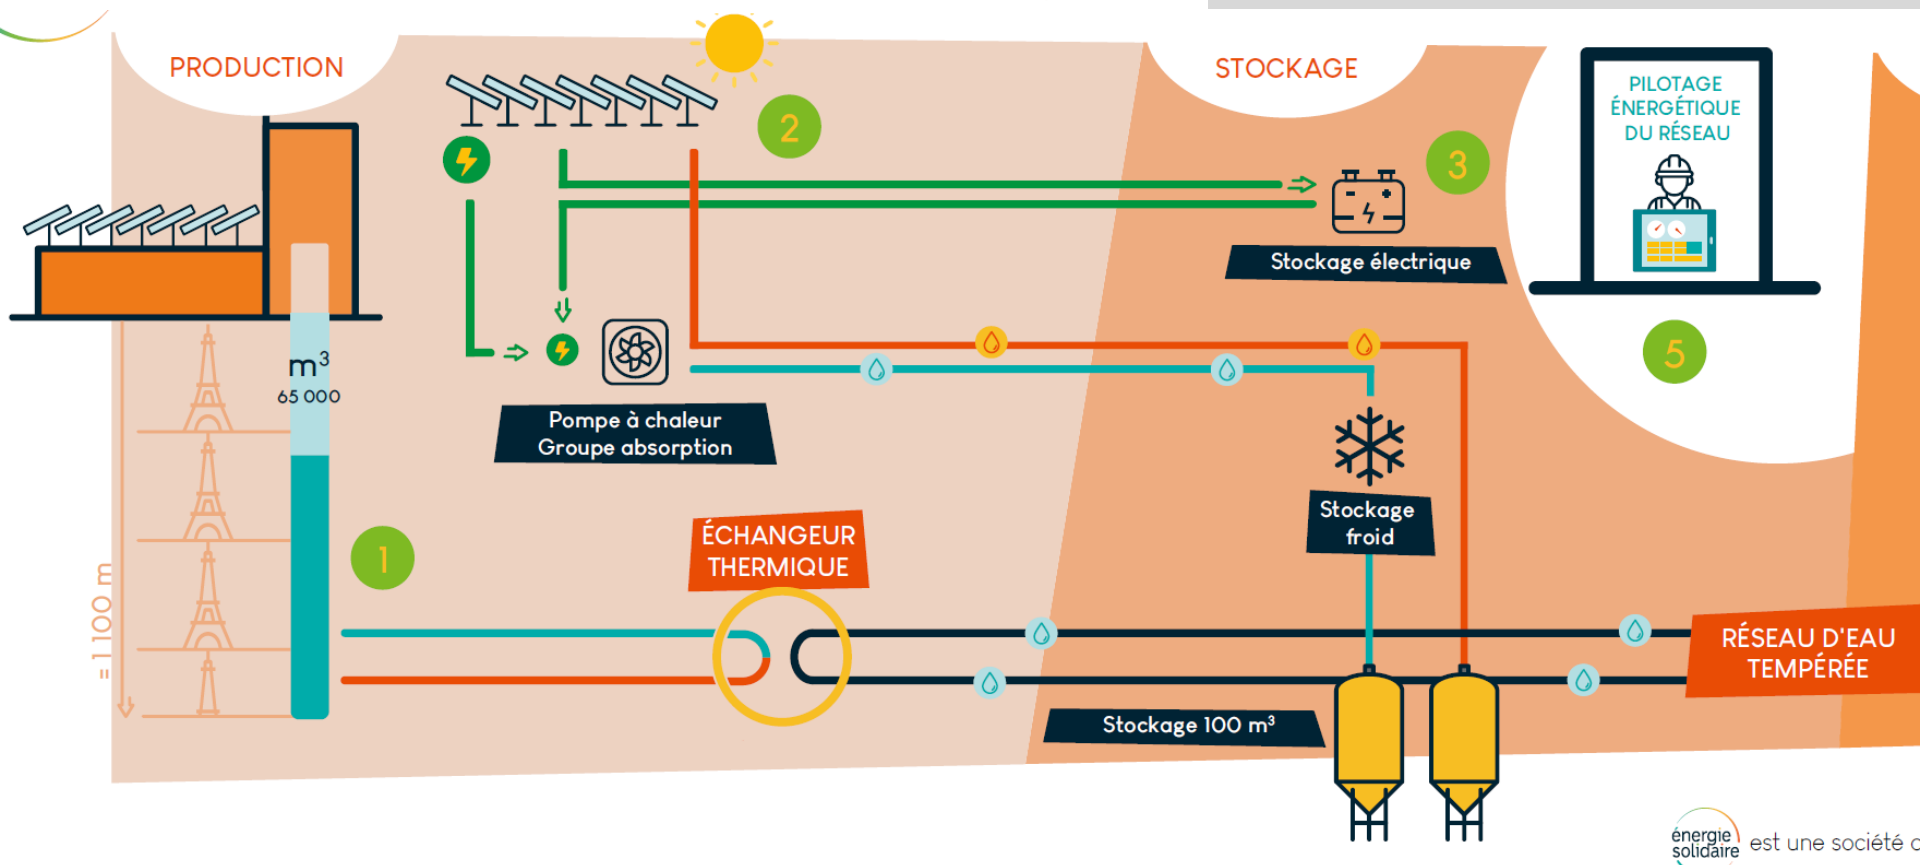 PRODUCTION
STOCKAGE
PILOTAGE
ÉNERGÉTIQUE
DU RÉSEAU
2
3
Stockage électrique
5
m³
65 000
Pompe à chaleur
Groupe absorption
Stockage
froid
1
ÉCHANGEUR
THERMIQUE
= 1 100 m
RÉSEAU D'EAU
TEMPÉRÉE
Stockage 100 m³
énergie
solidaire
est une société